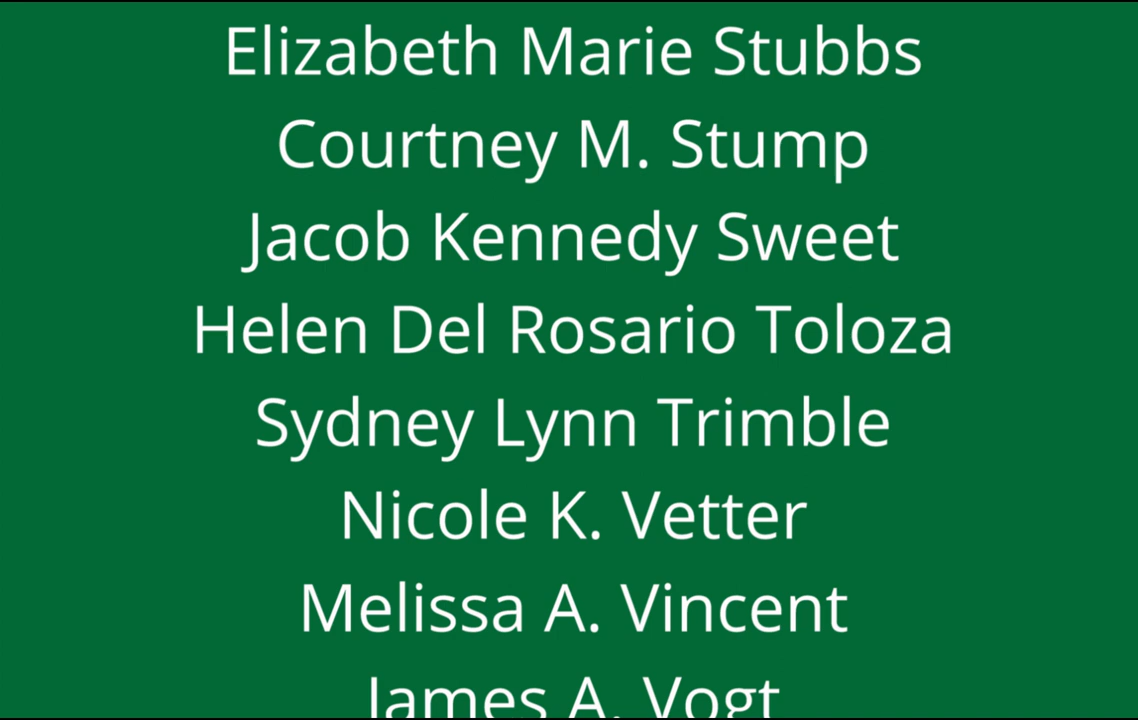 Elizabeth Marie Stubbs
Courtney M. Stump
Jacob Kennedy Sweet
Helen Del Rosario Toloza
Sydney Lynn Trimble
Nicole K. Vetter
Melissa A. Vincent
James A. Vogt